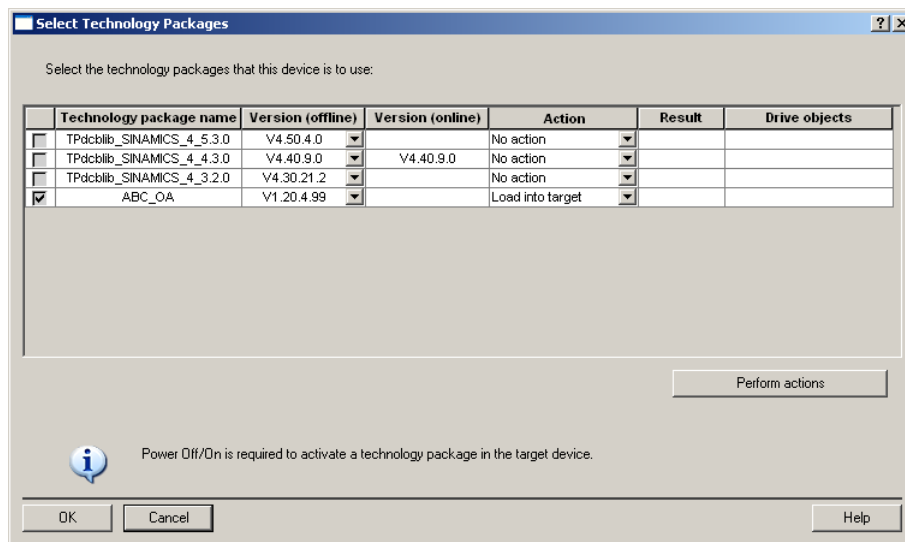 Select Technology Packages
Select the technology packages that this device is to use:
Technology package name Version (offline) Version (online) Action Result Drive objects
TPdcblib_SINAMICS_4_5.3.0 V4.50.4.0 No action
TPdcblib_SINAMICS_4_4.3.0 V4.40.9.0 V4.40.9.0 No action
TPdcblib_SINAMICS_4_3.2.0 V4.30.21.2 No action
ABC_OA V1.20.4.99 Load into target
Perform actions
Power Off/On is required to activate a technology package in the target device.
OK Cancel Help